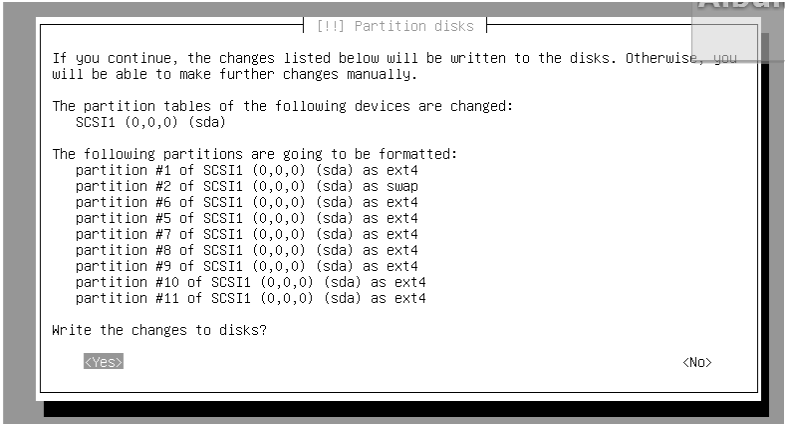 [!!] Partition disks
If you continue, the changes listed below will be written to the disks. Otherwise, you
will be able to make further changes manually.
The partition tables of the following devices are changed:
SCSI1 (0,0,0) (sda)
The following partitions are going to be formatted:
partition #1 of SCSI1 (0,0,0) (sda) as ext4
partition #2 of SCSI1 (0,0,0) (sda) as swap
partition #6 of SCSI1 (0,0,0) (sda) as ext4
partition #5 of SCSI1 (0,0,0) (sda) as ext4
partition #7 of SCSI1 (0,0,0) (sda) as ext4
partition #8 of SCSI1 (0,0,0) (sda) as ext4
partition #9 of SCSI1 (0,0,0) (sda) as ext4
partition #10 of SCSI1 (0,0,0) (sda) as ext4
partition #11 of SCSI1 (0,0,0) (sda) as ext4
Write the changes to disks?
<Yes> <No>